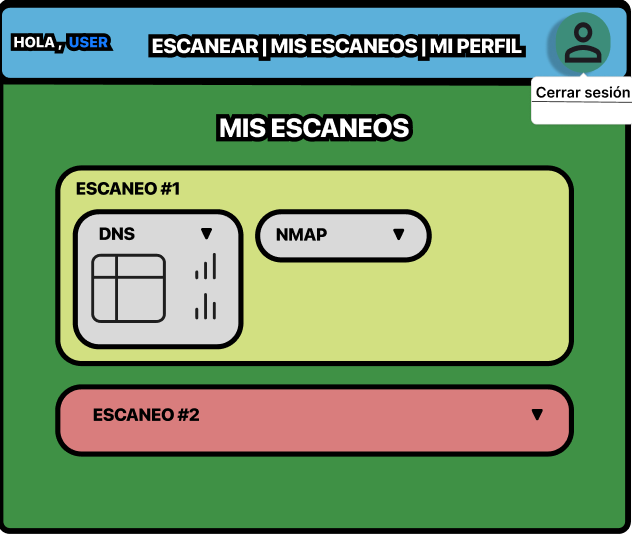 HOLA, USER
ESCANEAR | MIS ESCANEOS | MI PERFIL
Cerrar sesión
MIS ESCANEOS
ESCANEO #1
DNS
NMAP
ESCANEO #2